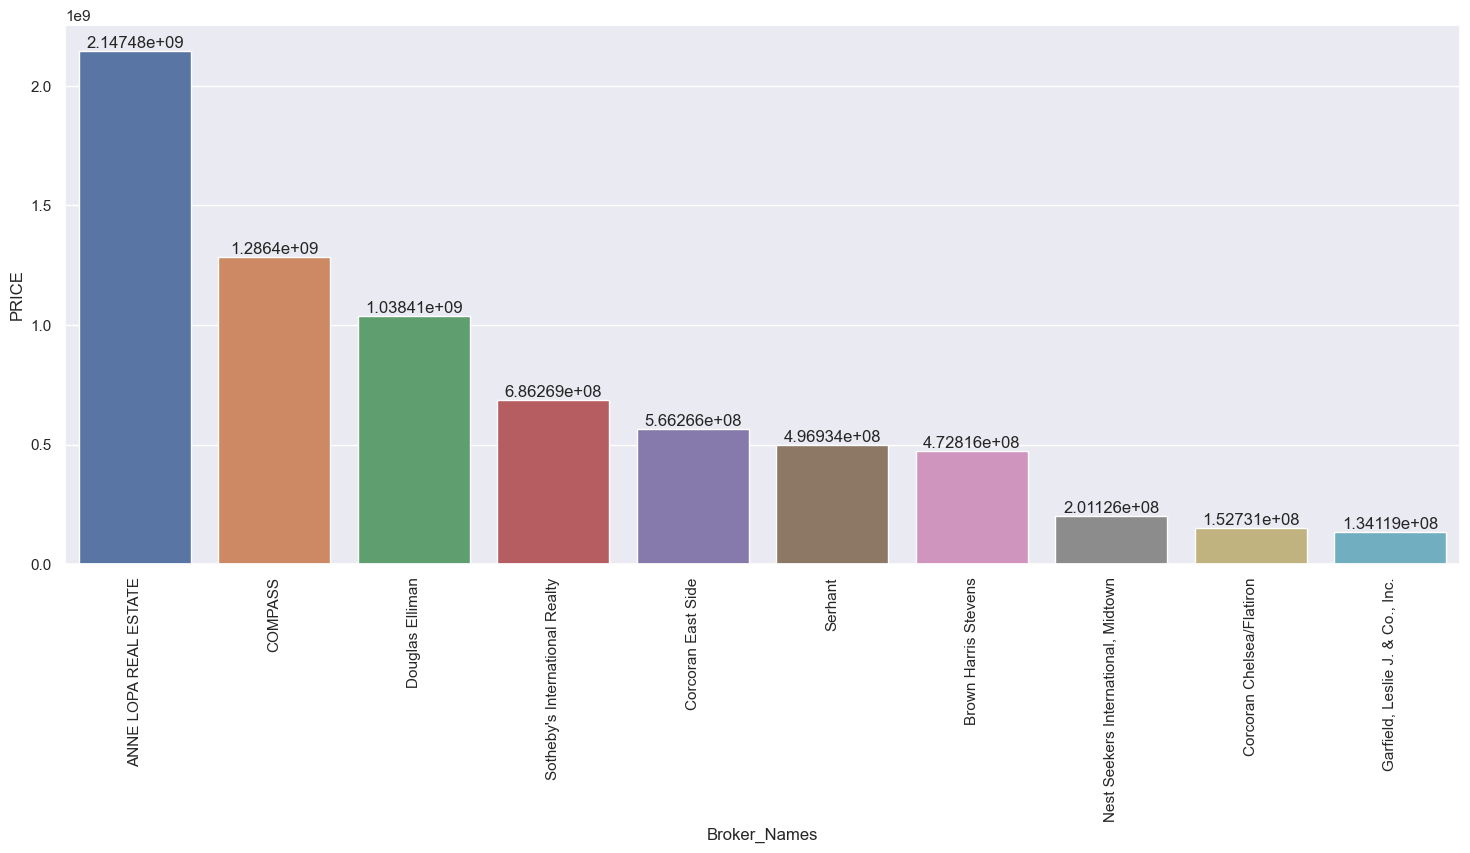 1e9
2.14748e+09
2.0
1.5
1.2864e+09
1.03841e+09
1.0
6.86269e+08
5.66266e+08
4.96934e+08
4.72816e+08
0.5
2.01126e+08
1.52731e+08
1.34119e+08
0.0
PRICE
ANNE LOPA REAL ESTATE
COMPASS
Douglas Elliman
Sotheby's International Realty
Corcoran East Side
Serhant
Brown Harris Stevens
Nest Seekers International, Midtown
Corcoran Chelsea/Flatiron
Garfield, Leslie J. & Co., Inc.
Broker_Names